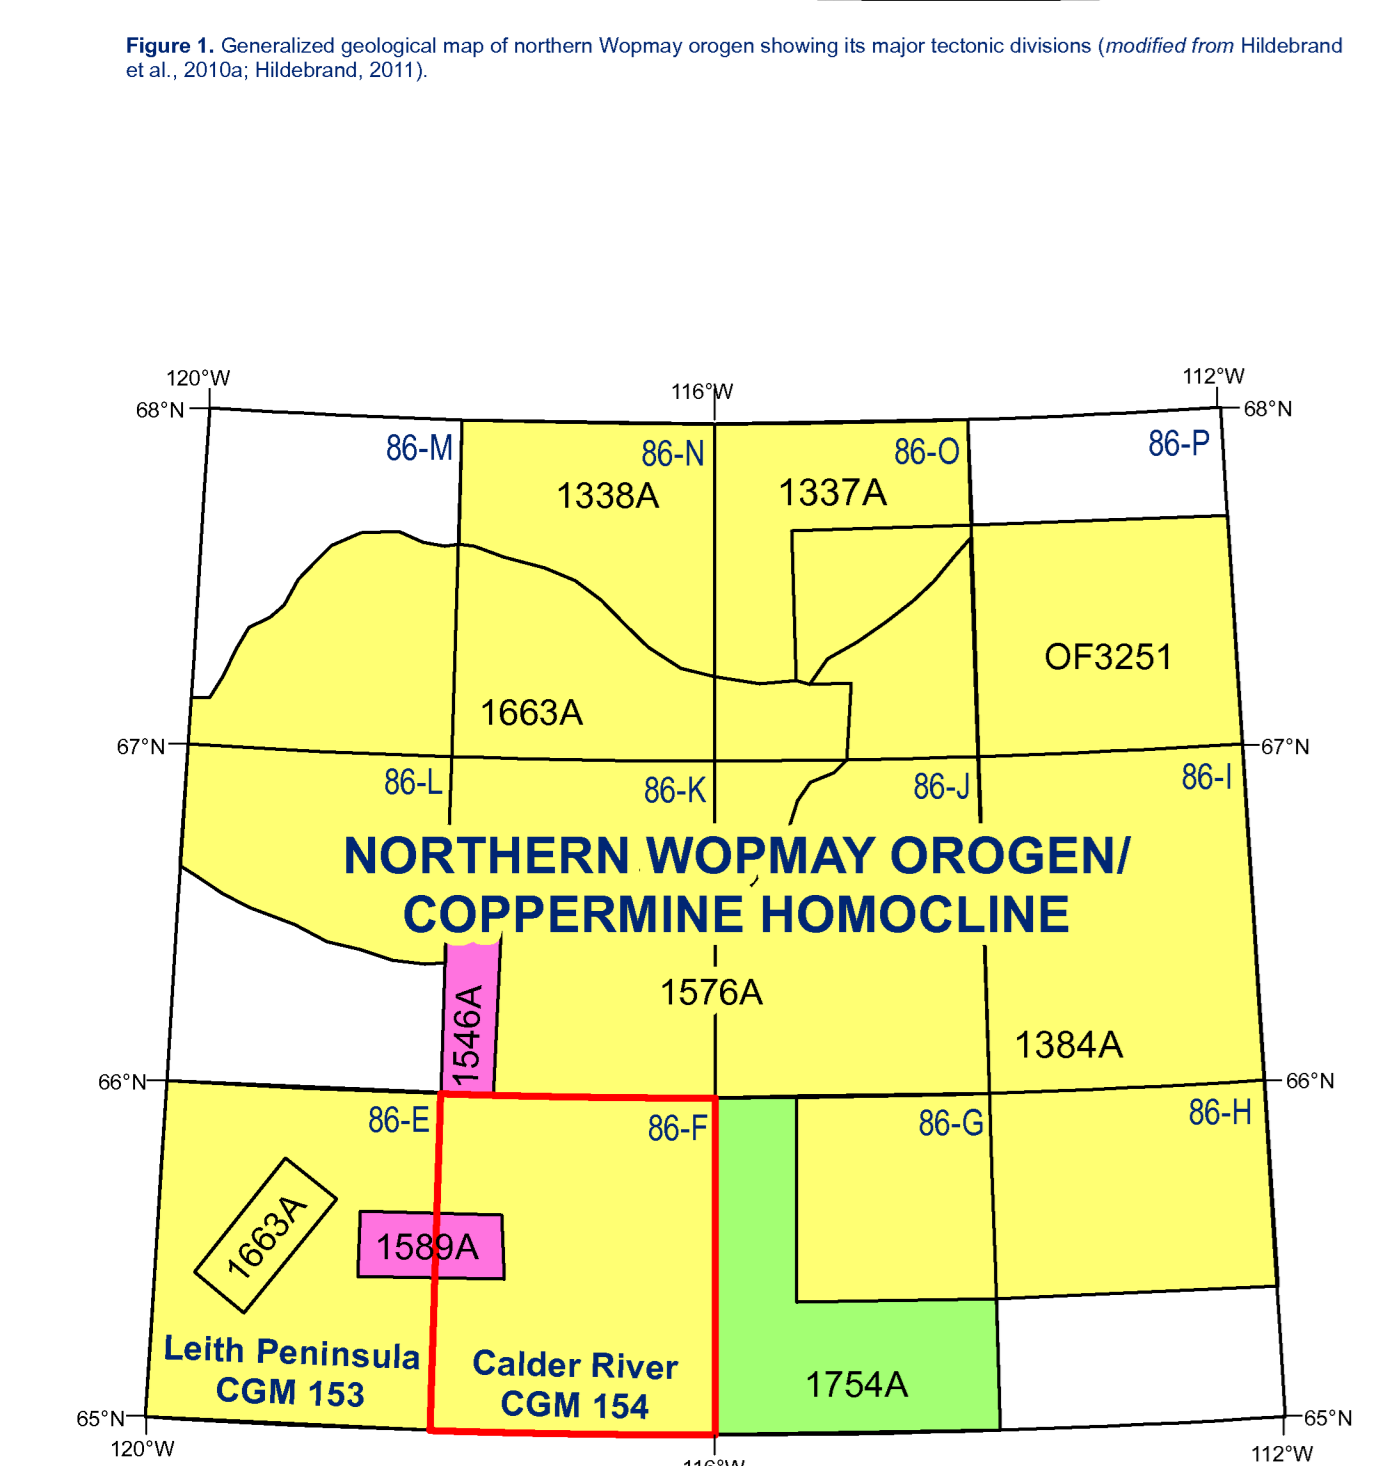 Figure 1. Generalized geological map of northern Wopmay orogen showing its major tectonic divisions (modified from Hildebrand
et al., 2010a; Hildebrand, 2011).
120°W
116°W
112°W
68°N
68°N
86-M
86-N
86-O
86-P
1338A
1337A
OF3251
1663A
67°N
67°N
86-L
86-K
86-J
86-I
NORTHERN WOPMAY OROGEN/
COPPERMINE HOMOCLINE
1546A
1576A
1384A
66°N
66°N
86-E
86-F
86-G
86-H
1663A
1589A
Leith Peninsula
CGM 153
Calder River
CGM 154
1754A
65°N
65°N
120°W
116°W
112°W